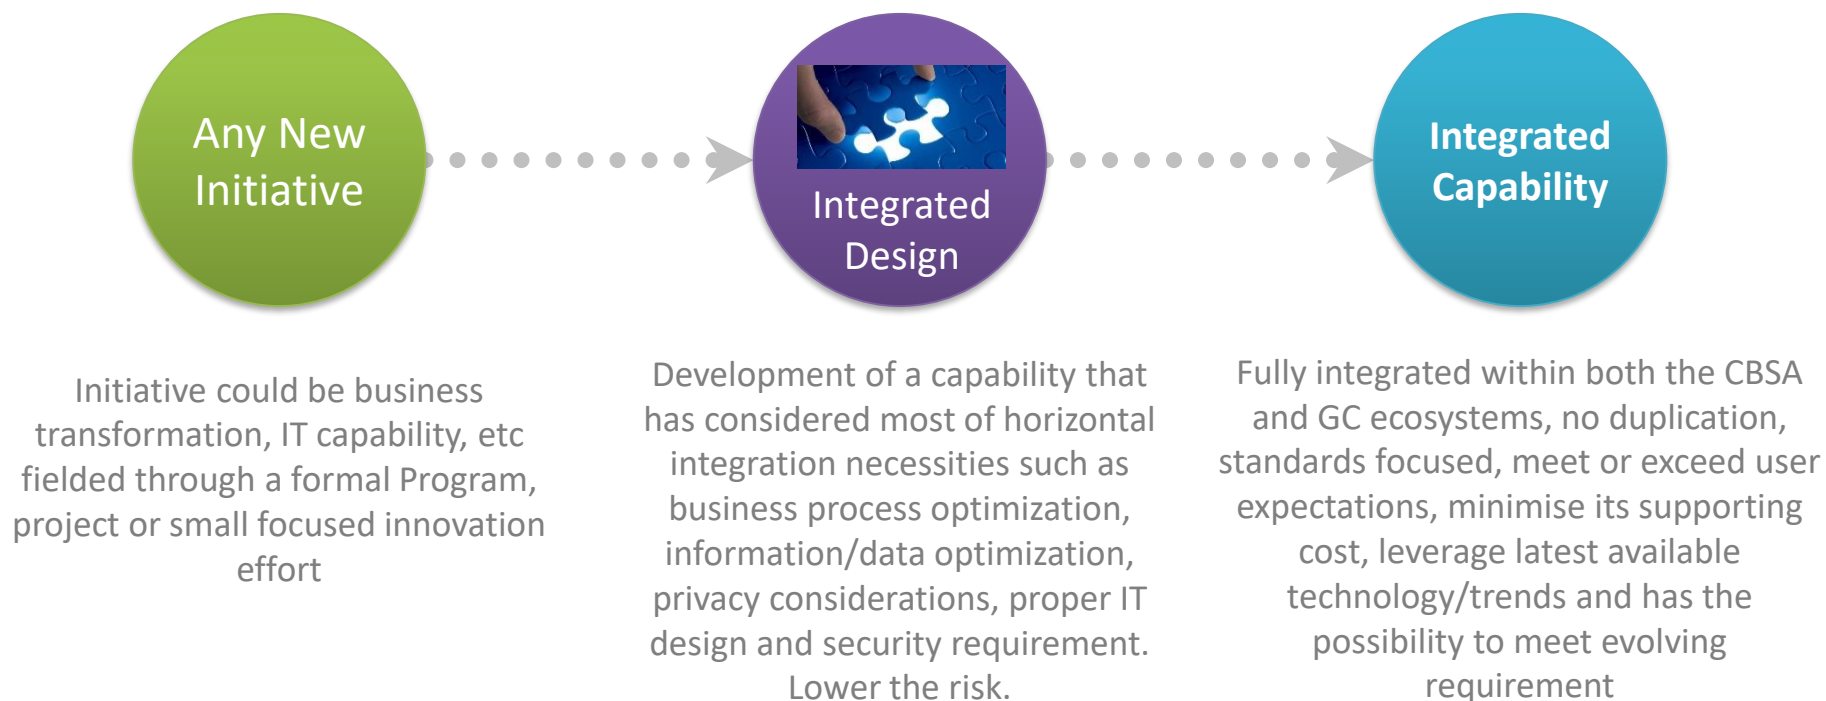 Any New
Initiative
Integrated
Design
Integrated
Capability
Initiative could be business
transformation, IT capability, etc
fielded through a formal Program,
project or small focused innovation
effort
Development of a capability that
has considered most of horizontal
integration necessities such as
business process optimization,
information/data optimization,
privacy considerations, proper IT
design and security requirement.
Lower the risk.
Fully integrated within both the CBSA
and GC ecosystems, no duplication,
standards focused, meet or exceed user
expectations, minimise its supporting
cost, leverage latest available
technology/trends and has the
possibility to meet evolving
requirement